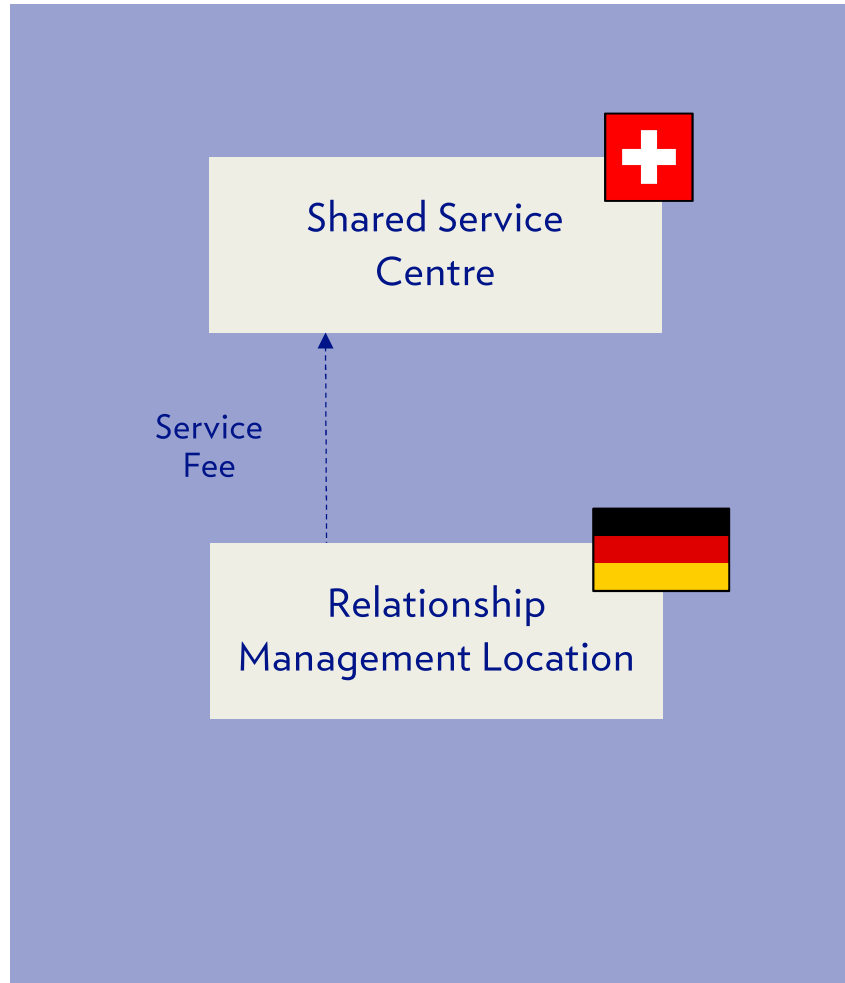 Shared Service
Centre
Service
Fee
Relationship
Management Location